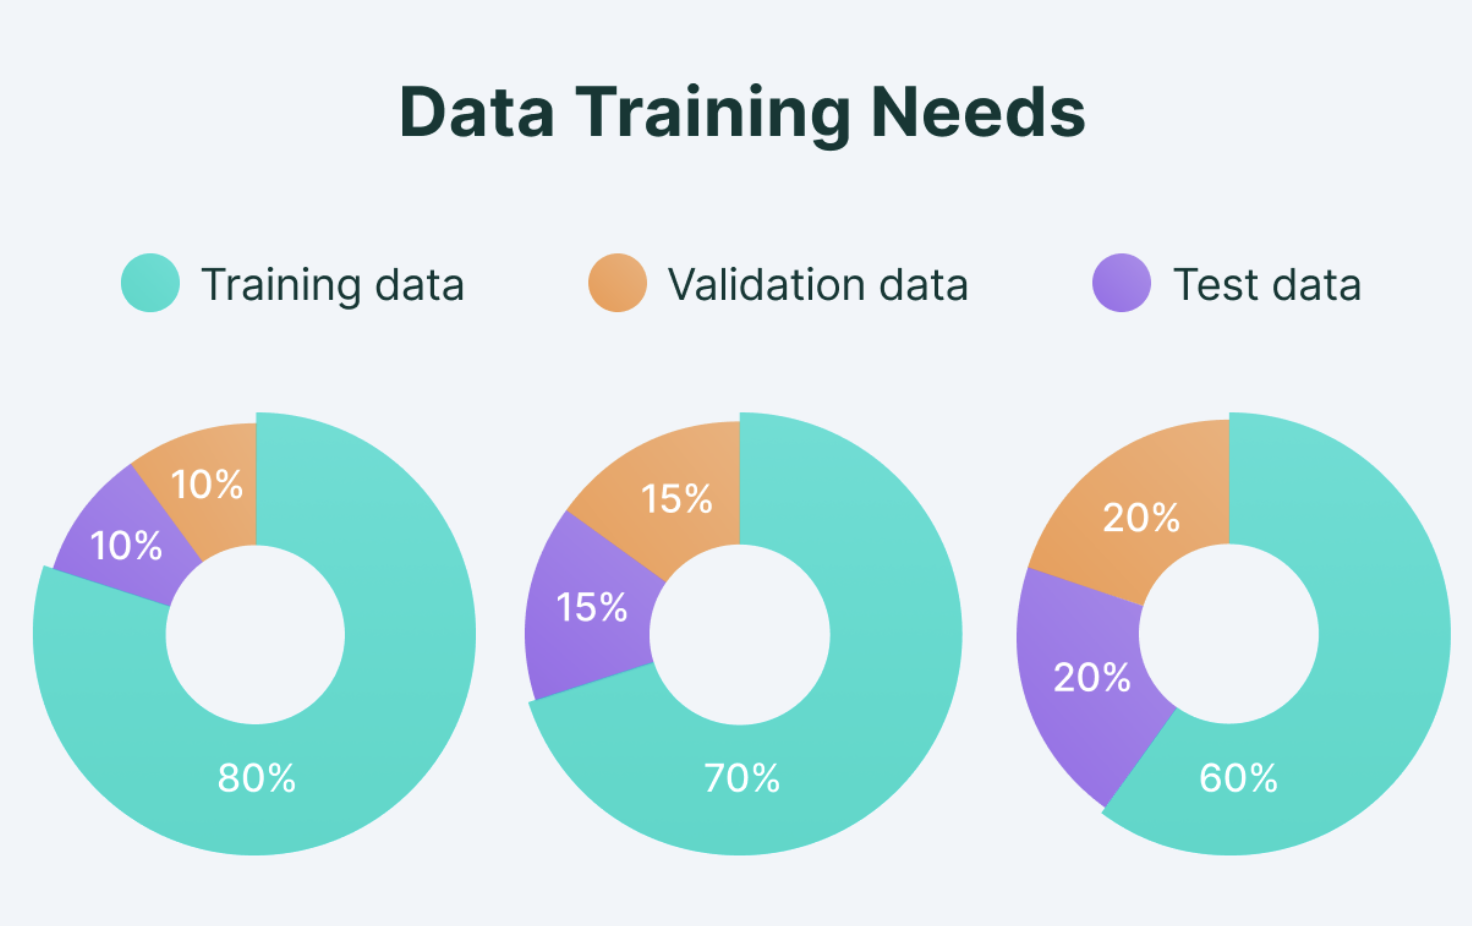 Data Training Needs
Training data
Validation data
Test data
10%
10%
80%
15%
15%
70%
20%
20%
60%